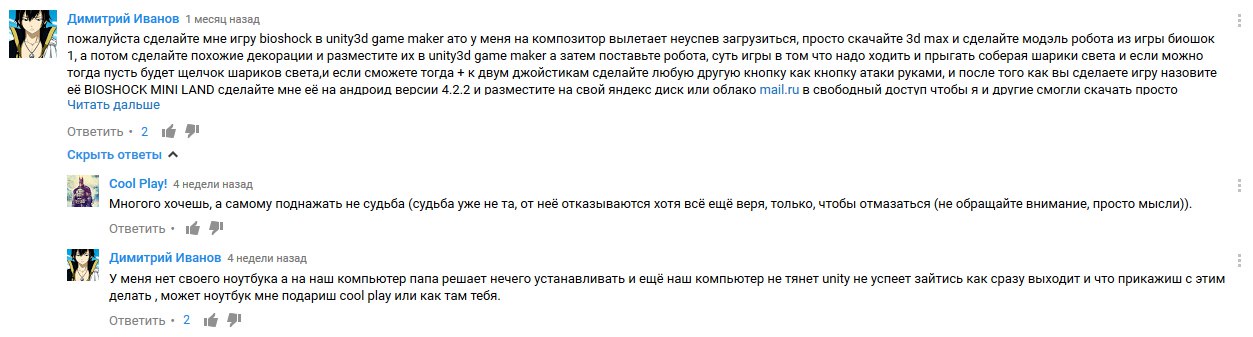 Димитрий Иванов 1 месяц назад
пожалуйста сделайте мне игру bioshock в unity3d game maker ато у меня на композитор вылетает неуспев загрузиться, просто скачайте 3d max и сделайте модэль робота из игры биошок
1, а потом сделайте похожие декорации и разместите их в unity3d game maker а затем поставьте робота, суть игры в том что надо ходить и прыгать соберая шарики света и если можно
тогда пусть будет щелчок шариков света,и если сможете тогда + к двум джойстикам сделайте любую другую кнопку как кнопку атаки руками, и после того как вы сделаете игру назовите
её BIOSHOCK MINI LAND сделайте мне её на андроид версии 4.2.2 и разместите на свой яндекс диск или облако mail.ru в свободный доступ чтобы я и другие смогли скачать просто
Читать дальше
Ответить • 2
Скрыть ответы
Cool Play! 4 недели назад
Многого хочешь, а самому поднажать не судьба (судьба уже не та, от неё отказываются хотя всё ещё веря, только, чтобы отмазаться (не обращайте внимание, просто мысли)).
Ответить •
Димитрий Иванов 4 недели назад
У меня нет своего ноутбука а на наш компьютер папа решает нечего устанавливать и ещё наш компьютер не тянет unity не успеет зайтись как сразу выходит и что прикажиш с этим
делать , может ноутбук мне подариш cool play или как там тебя.
Ответить • 2